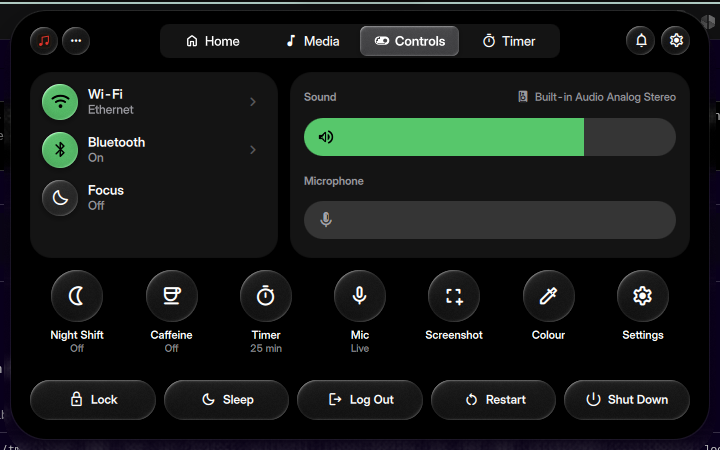 Home
Media
Controls
Timer
Wi-Fi
Ethernet
Bluetooth
On
Focus
Off
Sound
Built-in Audio Analog Stereo
Microphone
Night Shift
Off
Caffeine
Off
Timer
25 min
Mic
Live
Screenshot
Colour
Settings
Lock
Sleep
Log Out
Restart
Shut Down